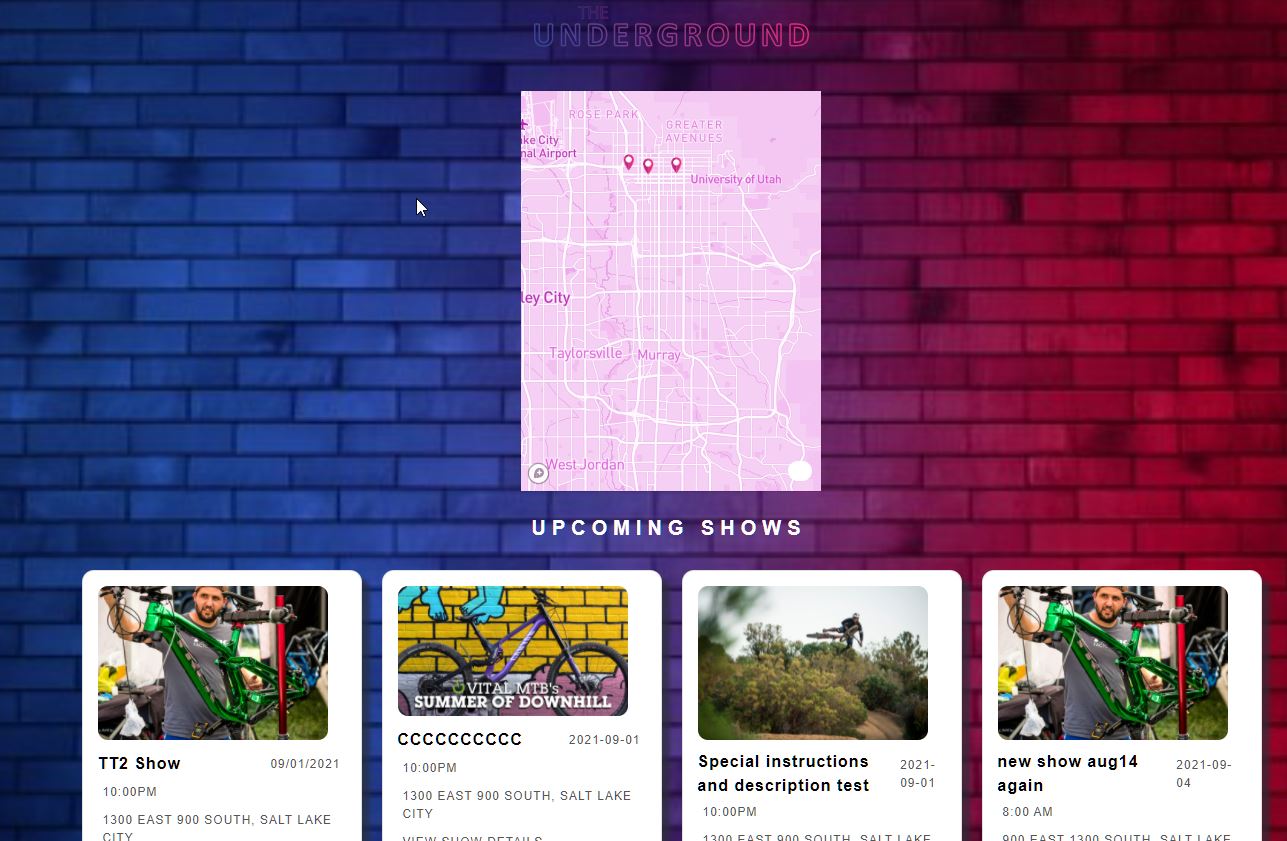 THE
UNDERGROUND
ROSE PARK
GREATER
AVENUES
ke City
nal Airport
University of Utah
ley City
Taylorsville
Murray
West Jordan
UPCOMING SHOWS
VITAL MTB's
SUMMER OF DOWNHILL
TT2 Show
09/01/2021
10:00PM
1300 EAST 900 SOUTH, SALT LAKE
CITY
CCCCCCCCCC
2021-09-01
10:00PM
1300 EAST 900 SOUTH, SALT LAKE
CITY
VIEW SHOW DETAILS
Special instructions
and description test
2021-
09-01
10:00PM
1300 EAST 900 SOUTH, SALT LAKE
new show aug14
again
2021-09-
04
8:00 AM
900 EAST 1300 SOUTH, SALT LAKE